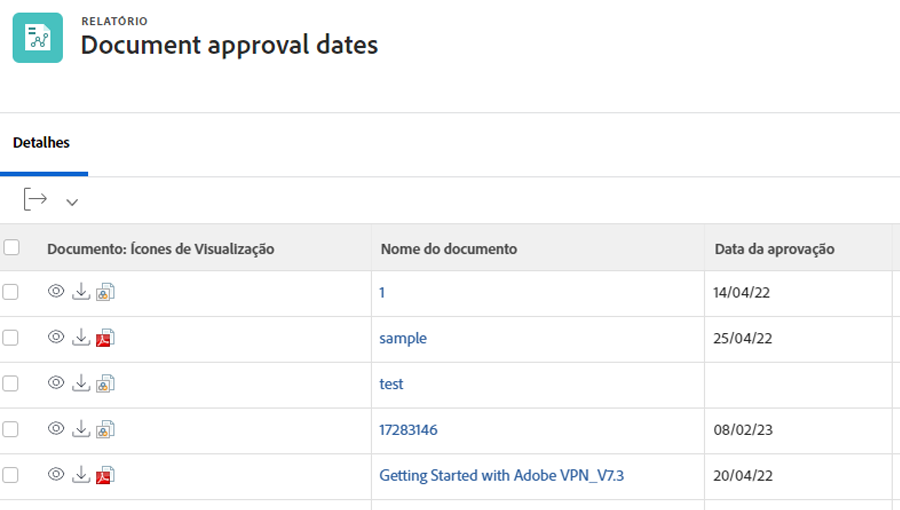 RELATÓRIO
Document approval dates
Detalhes
Documento: Ícones de Visualização Nome do documento Data da aprovação
1 14/04/22
sample 25/04/22
test
17283146 08/02/23
Getting Started with Adobe VPN_V7.3 20/04/22